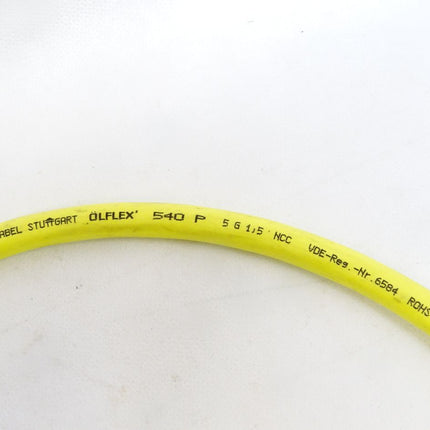 ABEL STUTTGART ÖLFLEX® 540 P 5 G 1,5 NCC VDE-Reg.-Nr.6584 ROHS